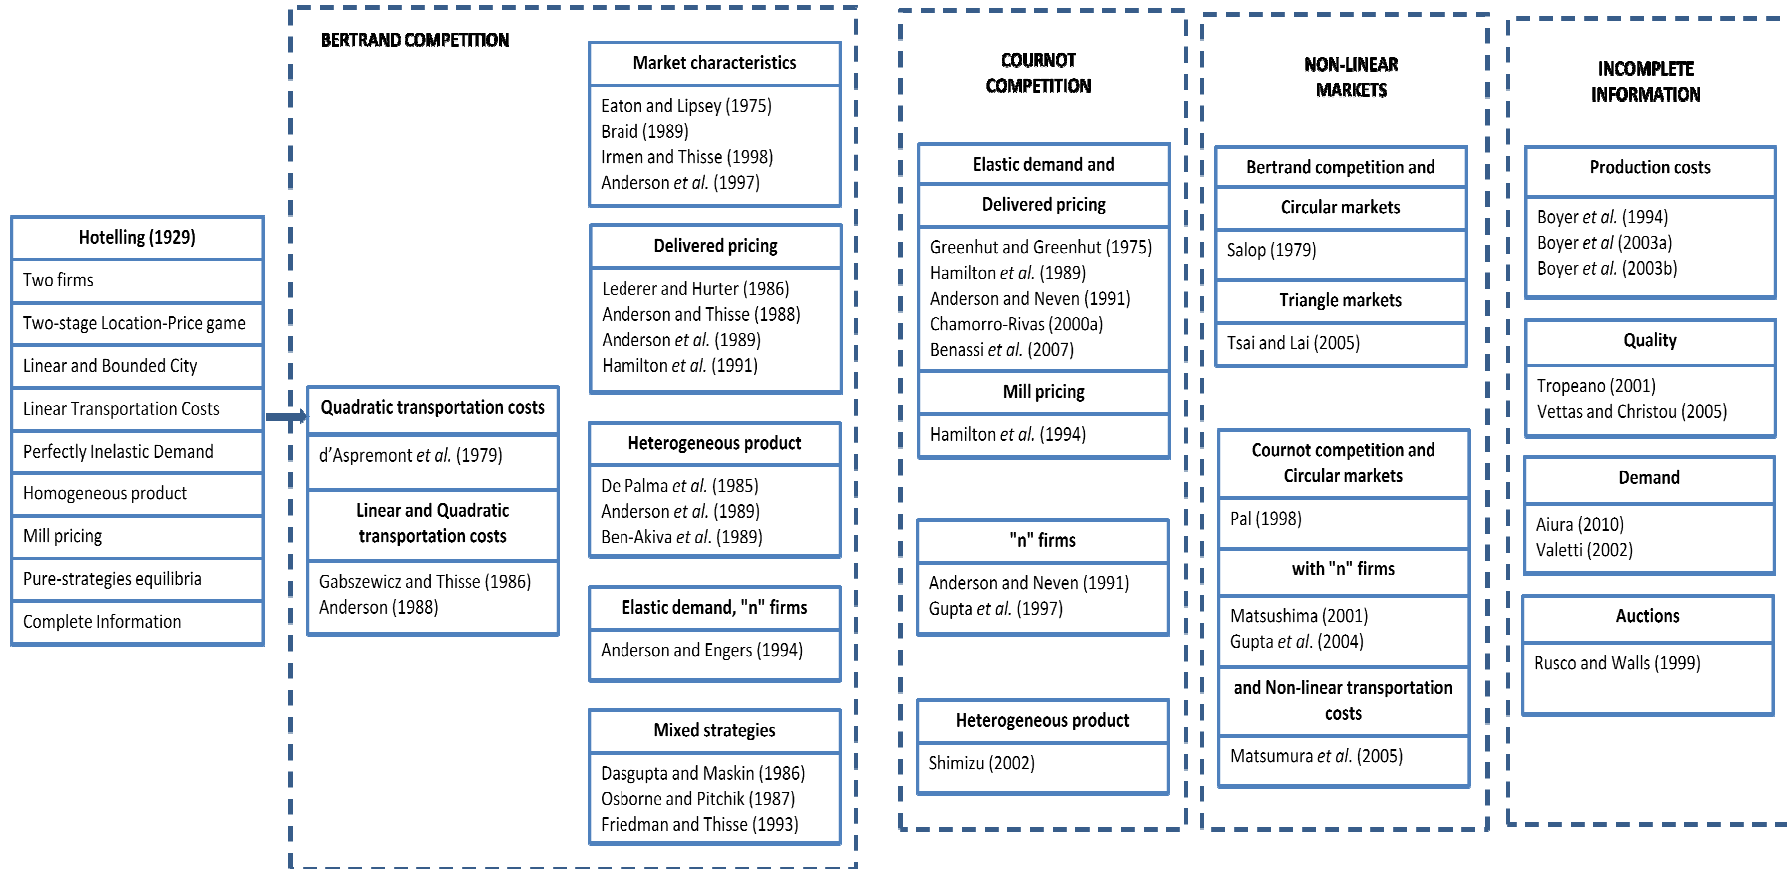 Hotelling (1929)
Two firms
Two-stage Location-Price game
Linear and Bounded City
Linear Transportation Costs
Perfectly Inelastic Demand
Homogeneous product
Mill pricing
Pure-strategies equilibria
Complete Information
BERTRAND COMPETITION
Quadratic transportation costs
d'Aspremont et al. (1979)
Linear and Quadratic
transportation costs
Gabszewicz and Thisse (1986)
Anderson (1988)
Market characteristics
Eaton and Lipsey (1975)
Braid (1989)
Irmen and Thisse (1998)
Anderson et al. (1997)
Delivered pricing
Lederer and Hurter (1986)
Anderson and Thisse (1988)
Anderson et al. (1989)
Hamilton et al. (1991)
Heterogeneous product
De Palma et al. (1985)
Anderson et al. (1989)
Ben-Akiva et al. (1989)
Elastic demand, "n" firms
Anderson and Engers (1994)
Mixed strategies
Dasgupta and Maskin (1986)
Osborne and Pitchik (1987)
Friedman and Thisse (1993)
COURNOT
COMPETITION
Elastic demand and
Delivered pricing
Greenhut and Greenhut (1975)
Hamilton et al. (1989)
Anderson and Neven (1991)
Chamorro-Rivas (2000a)
Benassi et al. (2007)
Mill pricing
Hamilton et al. (1994)
"n" firms
Anderson and Neven (1991)
Gupta et al. (1997)
Heterogeneous product
Shimizu (2002)
NON-LINEAR
MARKETS
Bertrand competition and
Circular markets
Salop (1979)
Triangle markets
Tsai and Lai (2005)
Cournot competition and
Circular markets
Pal (1998)
with "n" firms
Matsushima (2001)
Gupta et al. (2004)
and Non-linear transportation
costs
Matsumura et al. (2005)
INCOMPLETE
INFORMATION
Production costs
Boyer et al. (1994)
Boyer et al (2003a)
Boyer et al. (2003b)
Quality
Tropeano (2001)
Vettas and Christou (2005)
Demand
Aiura (2010)
Valetti (2002)
Auctions
Rusco and Walls (1999)